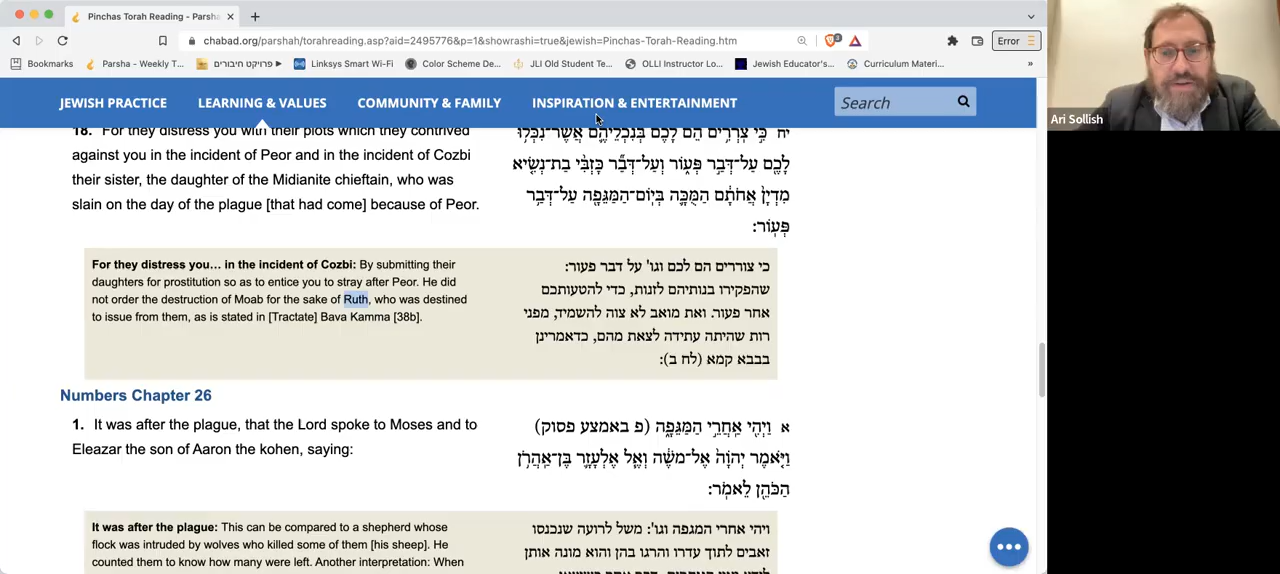 Pinchas Torah Reading - Parsha
chabad.org/parshah/torahreading.asp?aid=2495776&p=1&showrashi=true&jewish=Pinchas-Torah-Reading.htm
Error
Bookmarks Parsha - Weekly T... פרוייקט חיבורים Linksys Smart Wi-Fi Color Scheme De... JLI Old Student Te... OLLI Instructor Lo... Jewish Educator's... Curriculum Materi... »
JEWISH PRACTICE LEARNING & VALUES COMMUNITY & FAMILY INSPIRATION & ENTERTAINMENT Search
Ari Sollish
18. For they distress you with their plots which they contrived
against you in the incident of Peor and in the incident of Cozbi
their sister, the daughter of the Midianite chieftain, who was
slain on the day of the plague [that had come] because of Peor.
יח כִּ֣י צֹֽרְרִ֥ים הֵם֙ לָכֶ֔ם בְּנִכְלֵיהֶ֛ם אֲשֶׁר־נִכְּל֥וּ
לָכֶ֖ם עַל־דְּבַר־פְּע֑וֹר וְעַל־דְּבַ֞ר כָּזְבִּ֨י בַת־נְשִׂ֤יא
מִדְיָן֙ אֲחֹתָ֔ם הַמֻּכָּ֥ה בְיֽוֹם־הַמַּגֵּפָ֖ה עַל־דְּבַר־
פְּעֽוֹר:
For they distress you… in the incident of Cozbi: By submitting their
daughters for prostitution so as to entice you to stray after Peor. He did
not order the destruction of Moab for the sake of Ruth, who was destined
to issue from them, as is stated in [Tractate] Bava Kamma [38b].
כי צוררים הם לכם וגו' על דבר פעור:
שהפקירו בנותיהם לזנות, כדי להטעותכם
אחר פעור. ואת מואב לא צוה להשמיד, מפני
רות שהיתה עתידה לצאת מהם, כדאמרינן
בבבא קמא (לח ב):
Numbers Chapter 26
1. It was after the plague, that the Lord spoke to Moses and to
Eleazar the son of Aaron the kohen, saying:
א וַיְהִ֖י אַֽחֲרֵ֣י הַמַּגֵּפָ֑ה (פ באמצע פסוק)
וַיֹּ֤אמֶר יְהֹוָה֙ אֶל־משֶׁ֔ה וְאֶ֧ל אֶלְעָזָ֛ר בֶּן־אַֽהֲרֹ֥ן
הַכֹּהֵ֖ן לֵאמֹֽר:
It was after the plague: This can be compared to a shepherd whose
flock was intruded by wolves who killed some of them [his sheep]. He
counted them to know how many were left. Another interpretation: When
ויהי אחרי המגפה וגו': משל לרועה שנכנסו
זאבים לתוך עדרו והרגו בהן והוא מונה אותן